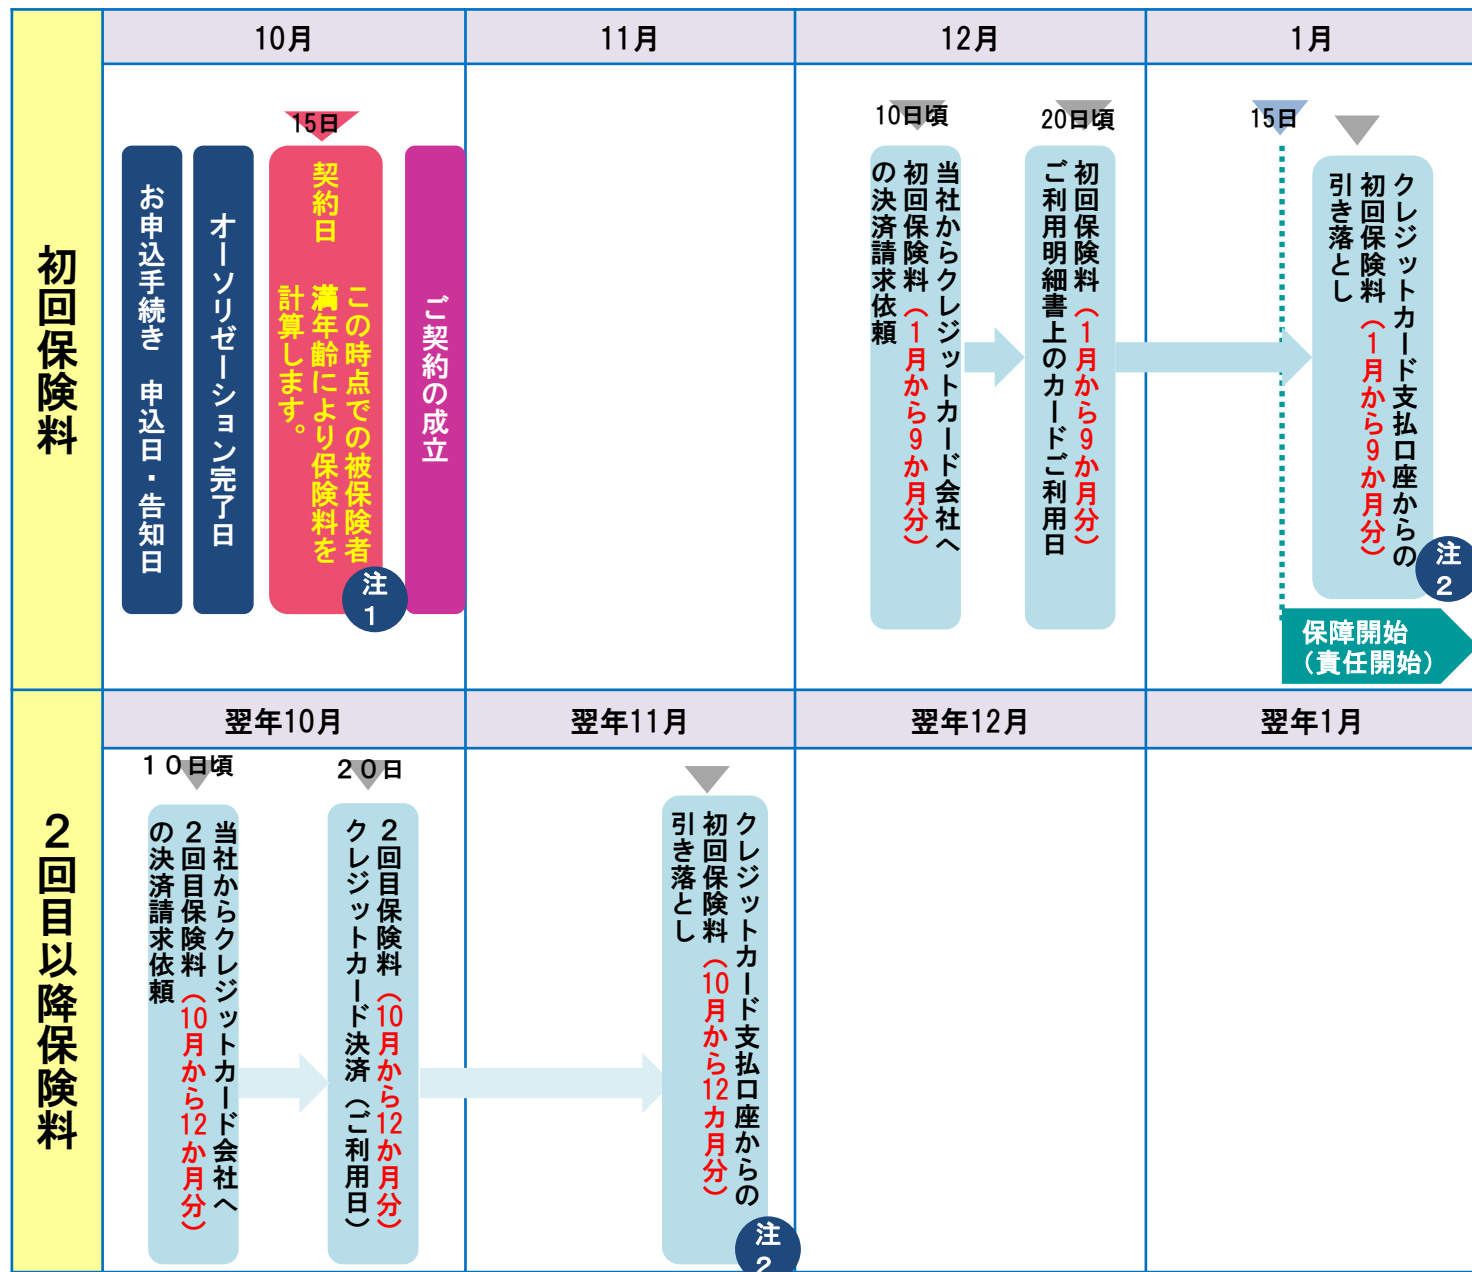 10月
11月
12月
1月
初回保険料
15日
10日頃
20日頃
15日
お申込手続き　申込日・告知日
オーソリゼーション完了日
契約日　この時点での被保険者
満年齢により保険料を
計算します。
注
1
ご契約の成立
当社からクレジットカード会社へ
初回保険料（1月から9か月分）
の決済請求依頼
初回保険料（1月から9か月分）
ご利用明細書上のカードご利用日
クレジットカード支払口座からの
初回保険料（1月から9か月分）
引き落とし
注
2
保障開始
（責任開始）
翌年10月
翌年11月
翌年12月
翌年1月
２回目以降保険料
１０日頃
２０日
当社からクレジットカード会社へ
２回目保険料（10月から12か月分）
の決済請求依頼
２回目保険料（10月から12か月分）
クレジットカード決済（ご利用日）
クレジットカード支払口座からの
初回保険料（10月から12カ月分）
引き落とし
注
2